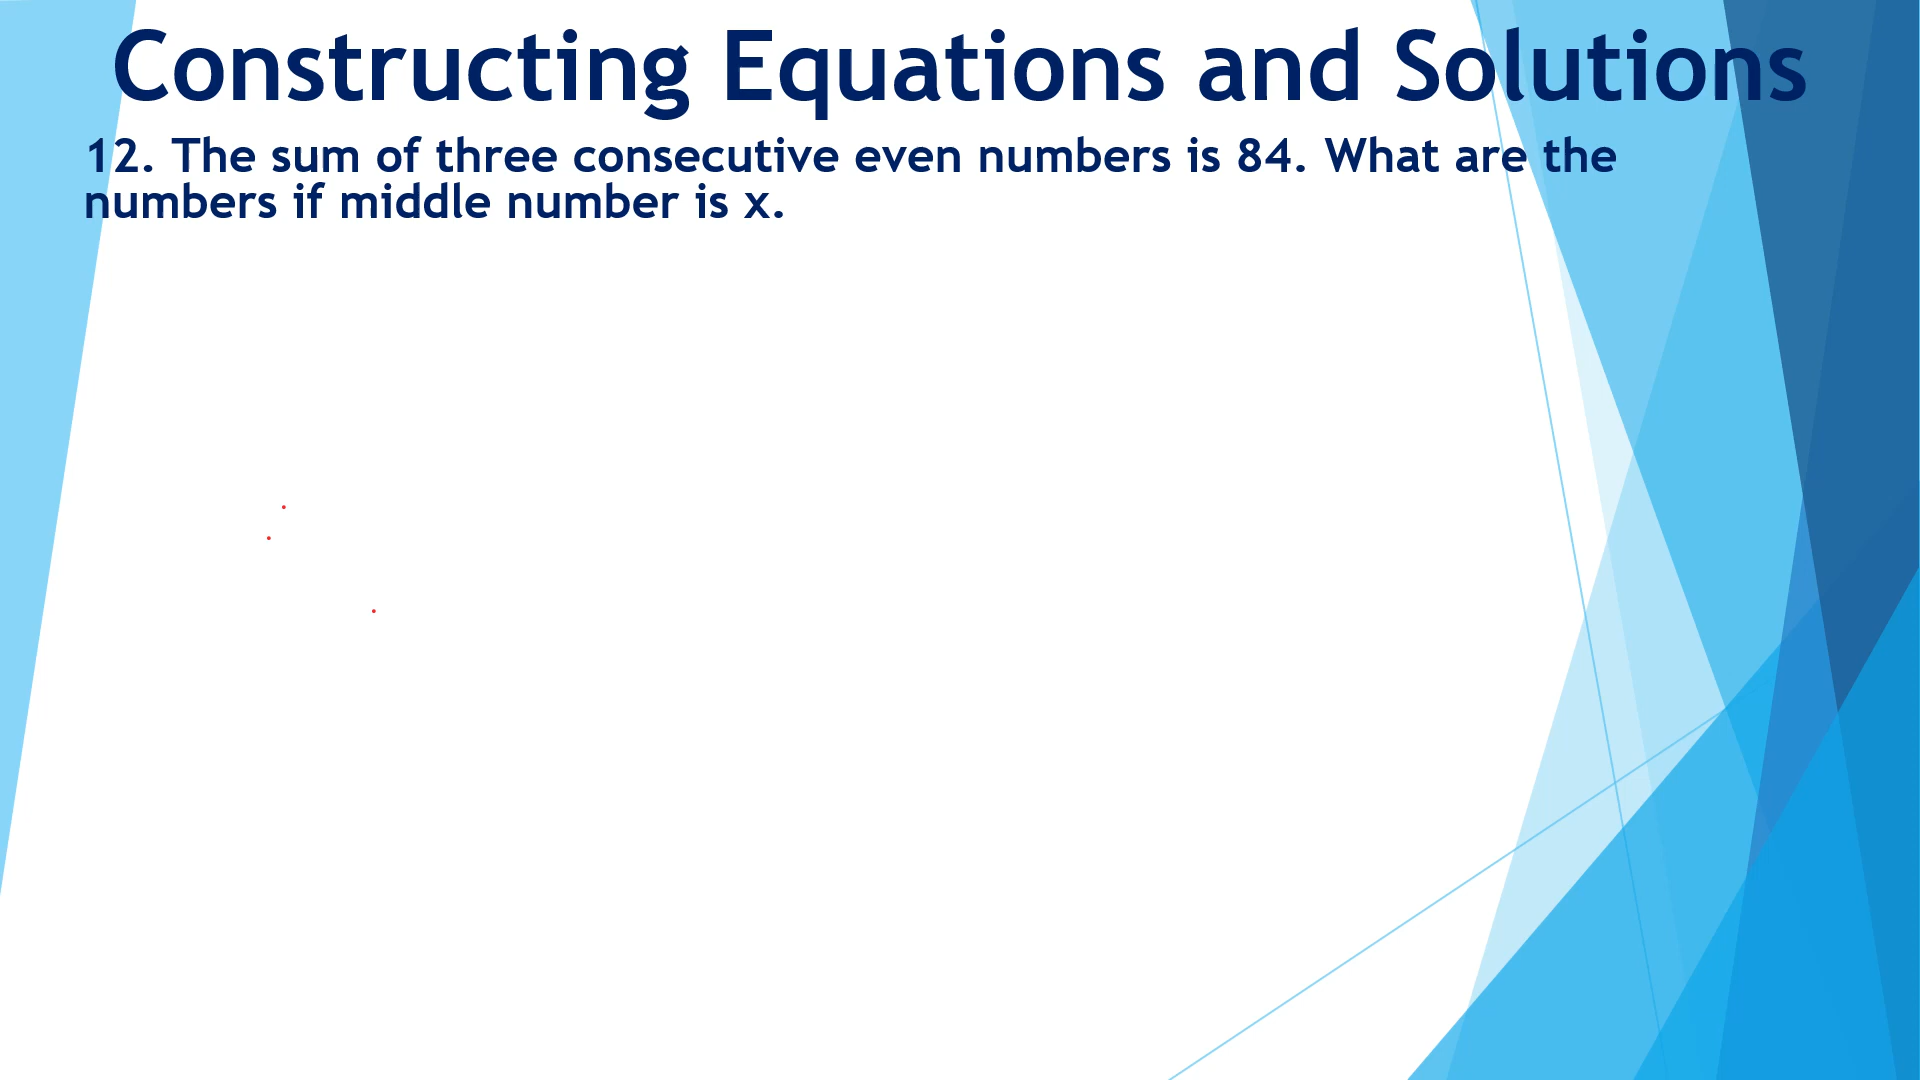 Constructing Equations and Solutions
12. The sum of three consecutive even numbers is 84. What are the
numbers if middle number is x.